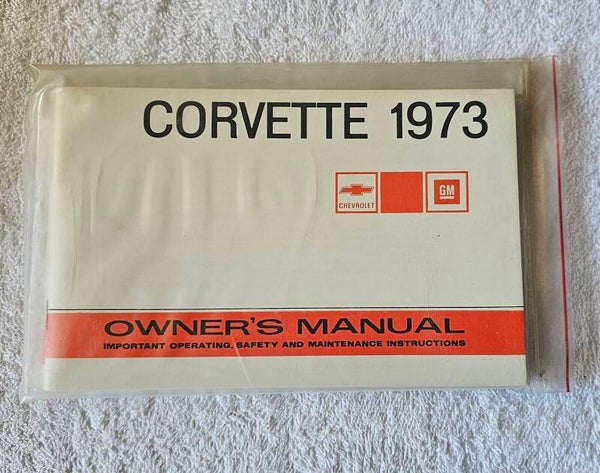 CORVETTE 1973
CHEVROLET
GM
OWNER'S MANUAL
IMPORTANT OPERATING, SAFETY AND MAINTENANCE INSTRUCTIONS